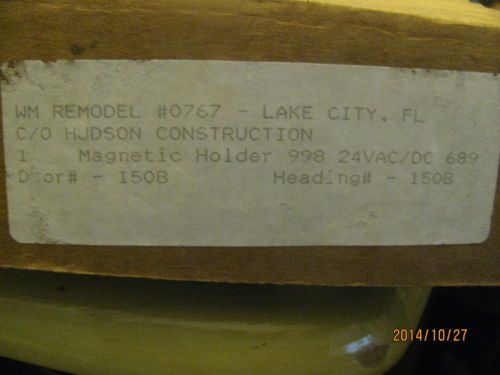 WM REMODEL #0767 - LAKE CITY, FL
C/O HUDSON CONSTRUCTION
1 Magnetic Holder 998 24VAC/DC 689
Door# - 150B Heading# - 150B
2014/10/27